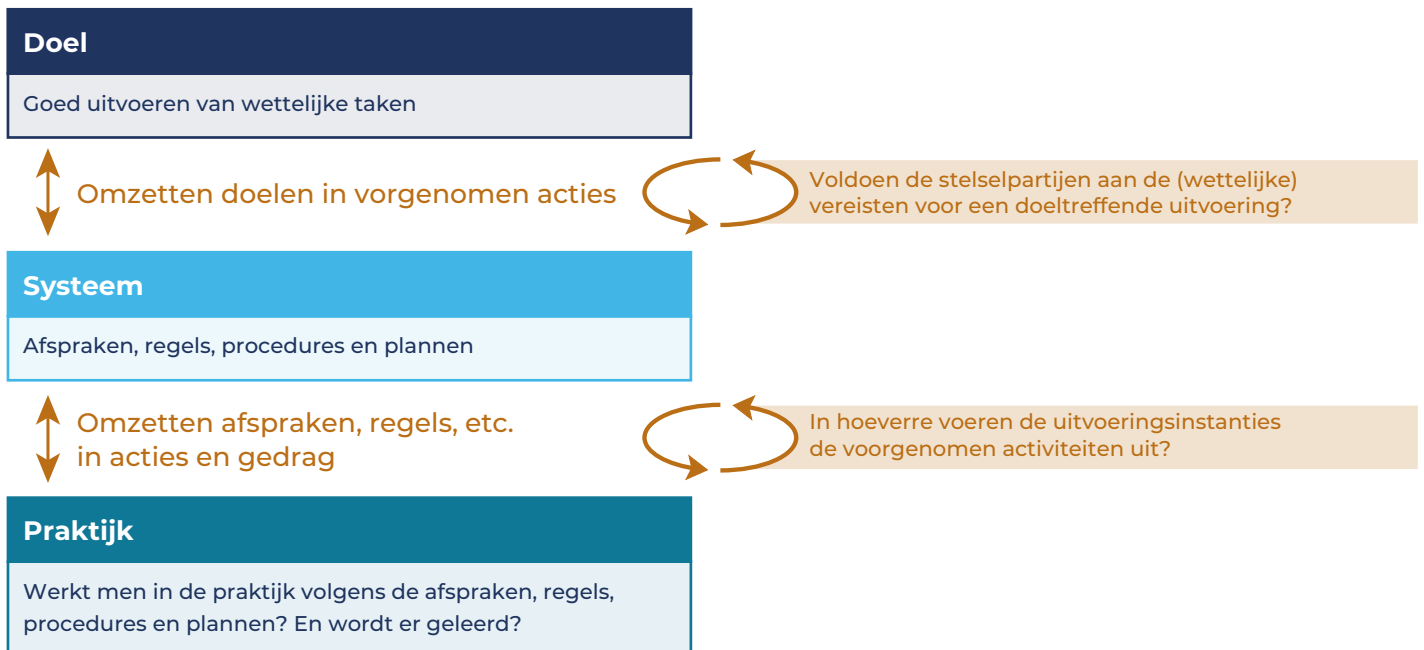 Doel
Goed uitvoeren van wettelijke taken
Omzetten doelen in vorgenomen acties
Voldoen de stelselpartijen aan de (wettelijke)
vereisten voor een doeltreffende uitvoering?
Systeem
Afspraken, regels, procedures en plannen
Omzetten afspraken, regels, etc.
in acties en gedrag
In hoeverre voeren de uitvoeringsinstanties
de voorgenomen activiteiten uit?
Praktijk
Werkt men in de praktijk volgens de afspraken, regels,
procedures en plannen? En wordt er geleerd?